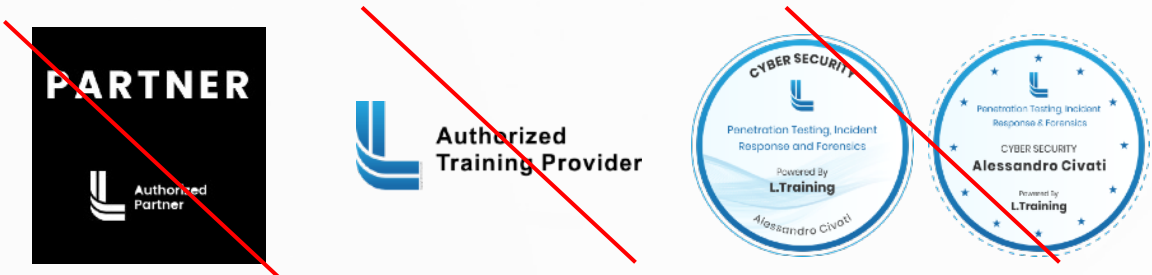 PARTNER
Authorized
Partner
Authorized
Training Provider
CYBER SECURITY
Penetration Testing, Incident
Response and Forensics
Powered By
L.Training
Alessandro Civati
Penetration Testing, Incident
Response & Forensics
CYBER SECURITY
Alessandro Civati
Powered By
L.Training